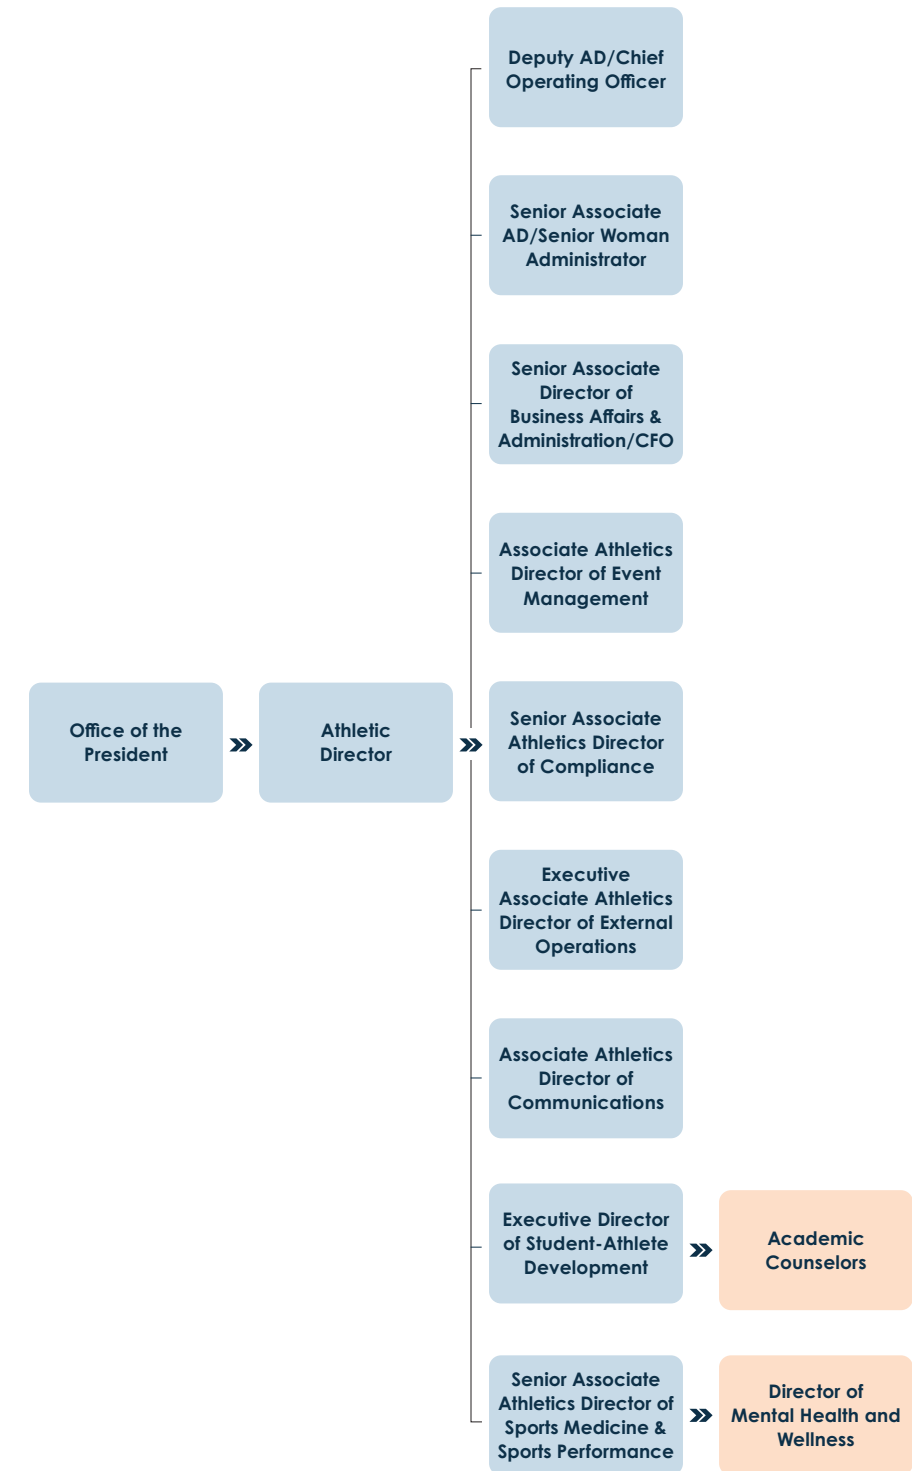 Deputy AD/Chief
Operating Officer
Senior Associate
AD/Senior Woman
Administrator
Senior Associate
Director of
Business Affairs &
Administration/CFO
Associate Athletics
Director of Event
Management
Office of the
President
Athletic
Director
Senior Associate
Athletics Director
of Compliance
Executive
Associate Athletics
Director of External
Operations
Associate Athletics
Director of
Communications
Executive Director
of Student-Athlete
Development
Academic
Counselors
Senior Associate
Athletics Director of
Sports Medicine &
Sports Performance
Director of
Mental Health and
Wellness